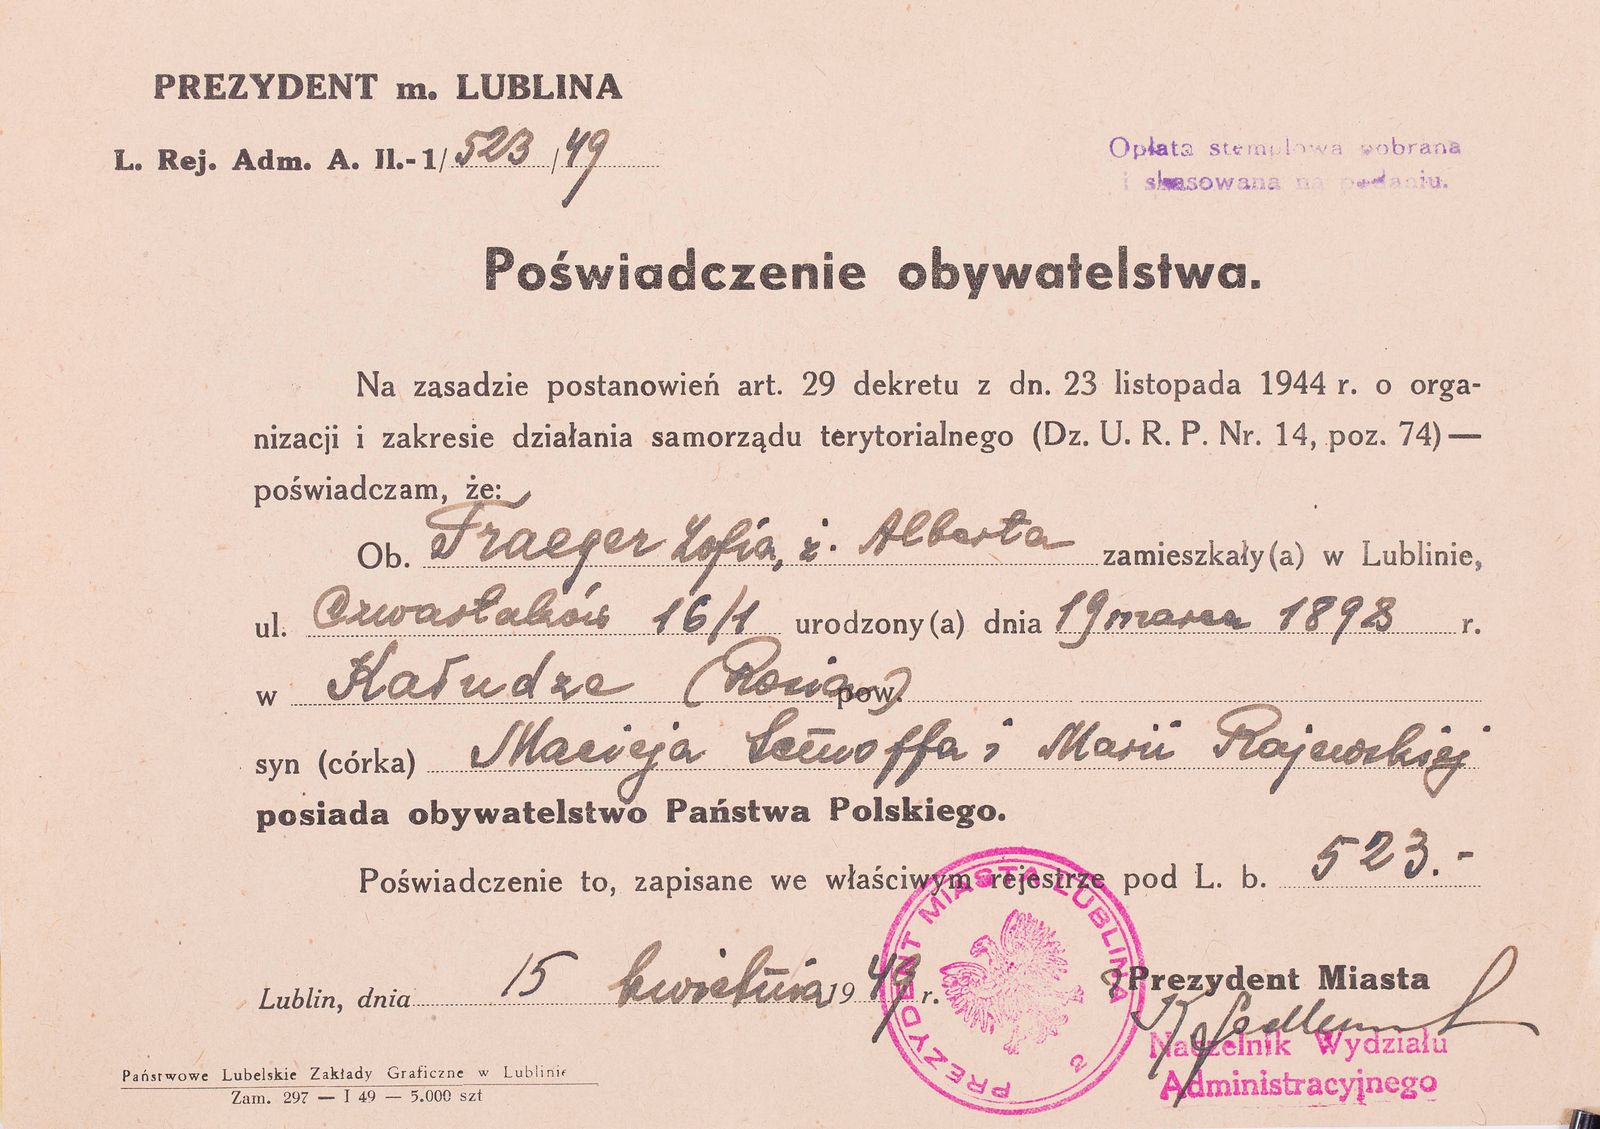 PREZYDENT m. LUBLINA
L. Rej. Adm. A. II.-1/523/49
Opłata stemplowa pobrana
i skasowana na podaniu.
Poświadczenie obywatelstwa.
Na zasadzie postanowień art. 29 dekretu z dn. 23 listopada 1944 r. o orga-
nizacji i zakresie działania samorządu terytorialnego (Dz. U. R. P. Nr. 14, poz. 74) —
poświadczam, że:
Ob. Traeger Zofia, ż. Alberta zamieszkały(a) w Lublinie,
ul. Czwartaków 16/1 urodzony(a) dnia 19 marca 1898 r.
w Kałudze (Rosja) pow.
syn (córka) Macieja i Marii Rajewskiej
posiada obywatelstwo Państwa Polskiego.
Poświadczenie to, zapisane we właściwym rejestrze pod L. b. 523.-
Lublin, dnia 15 kwietnia 1949 r.
PREZYDENT MIASTA LUBLINA 2
Prezydent Miasta
Naczelnik Wydziału
Administracyjnego
Państwowe Lubelskie Zakłady Graficzne w Lublinie
Zam. 297 — I 49 — 5.000 szt